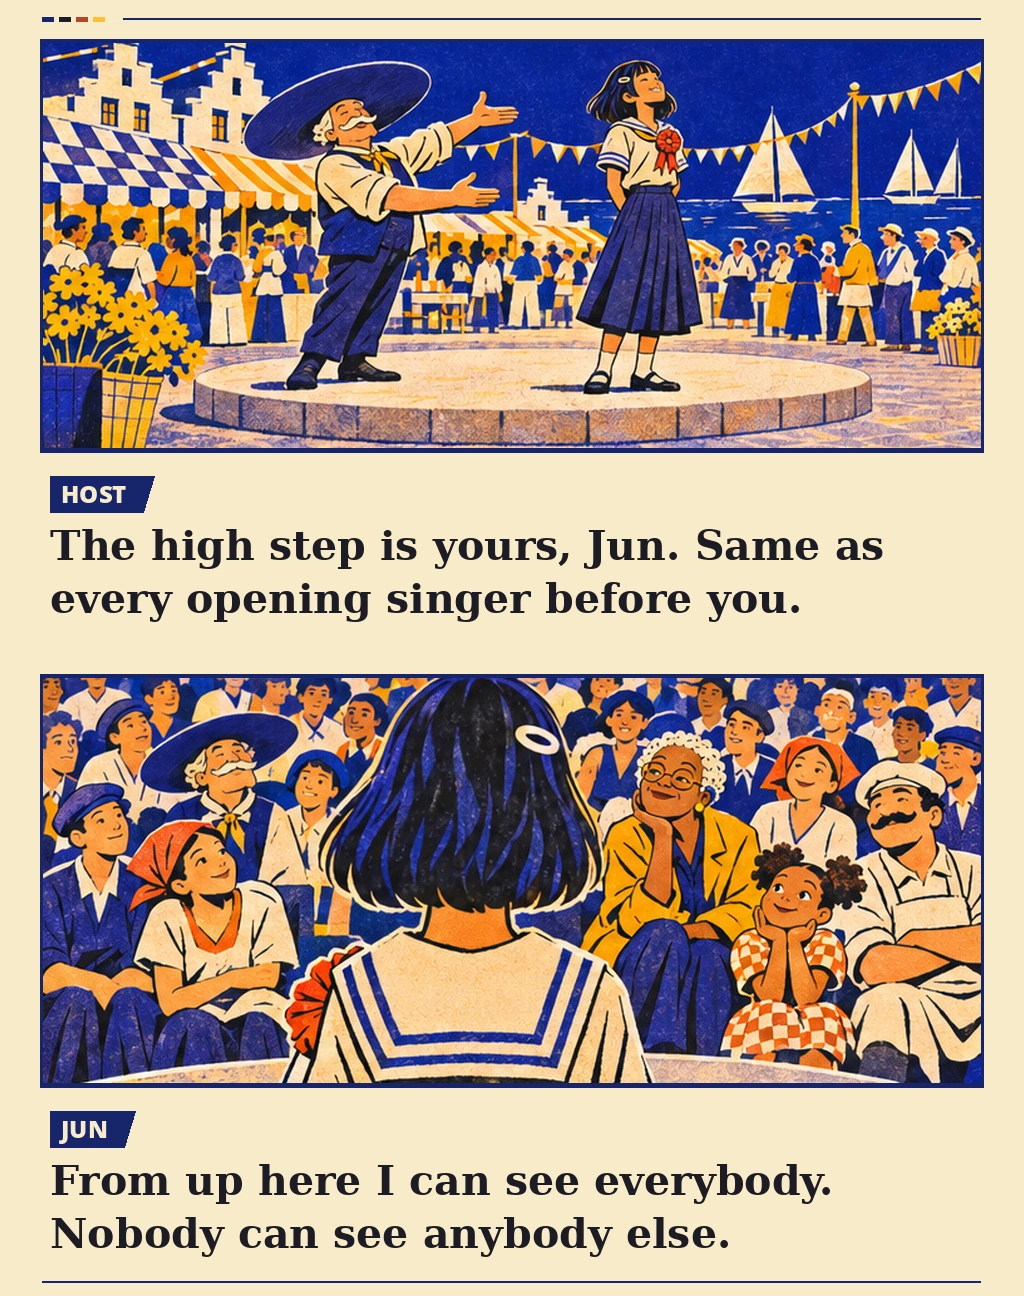 HOST
The high step is yours, Jun. Same as
every opening singer before you.
JUN
From up here I can see everybody.
Nobody can see anybody else.